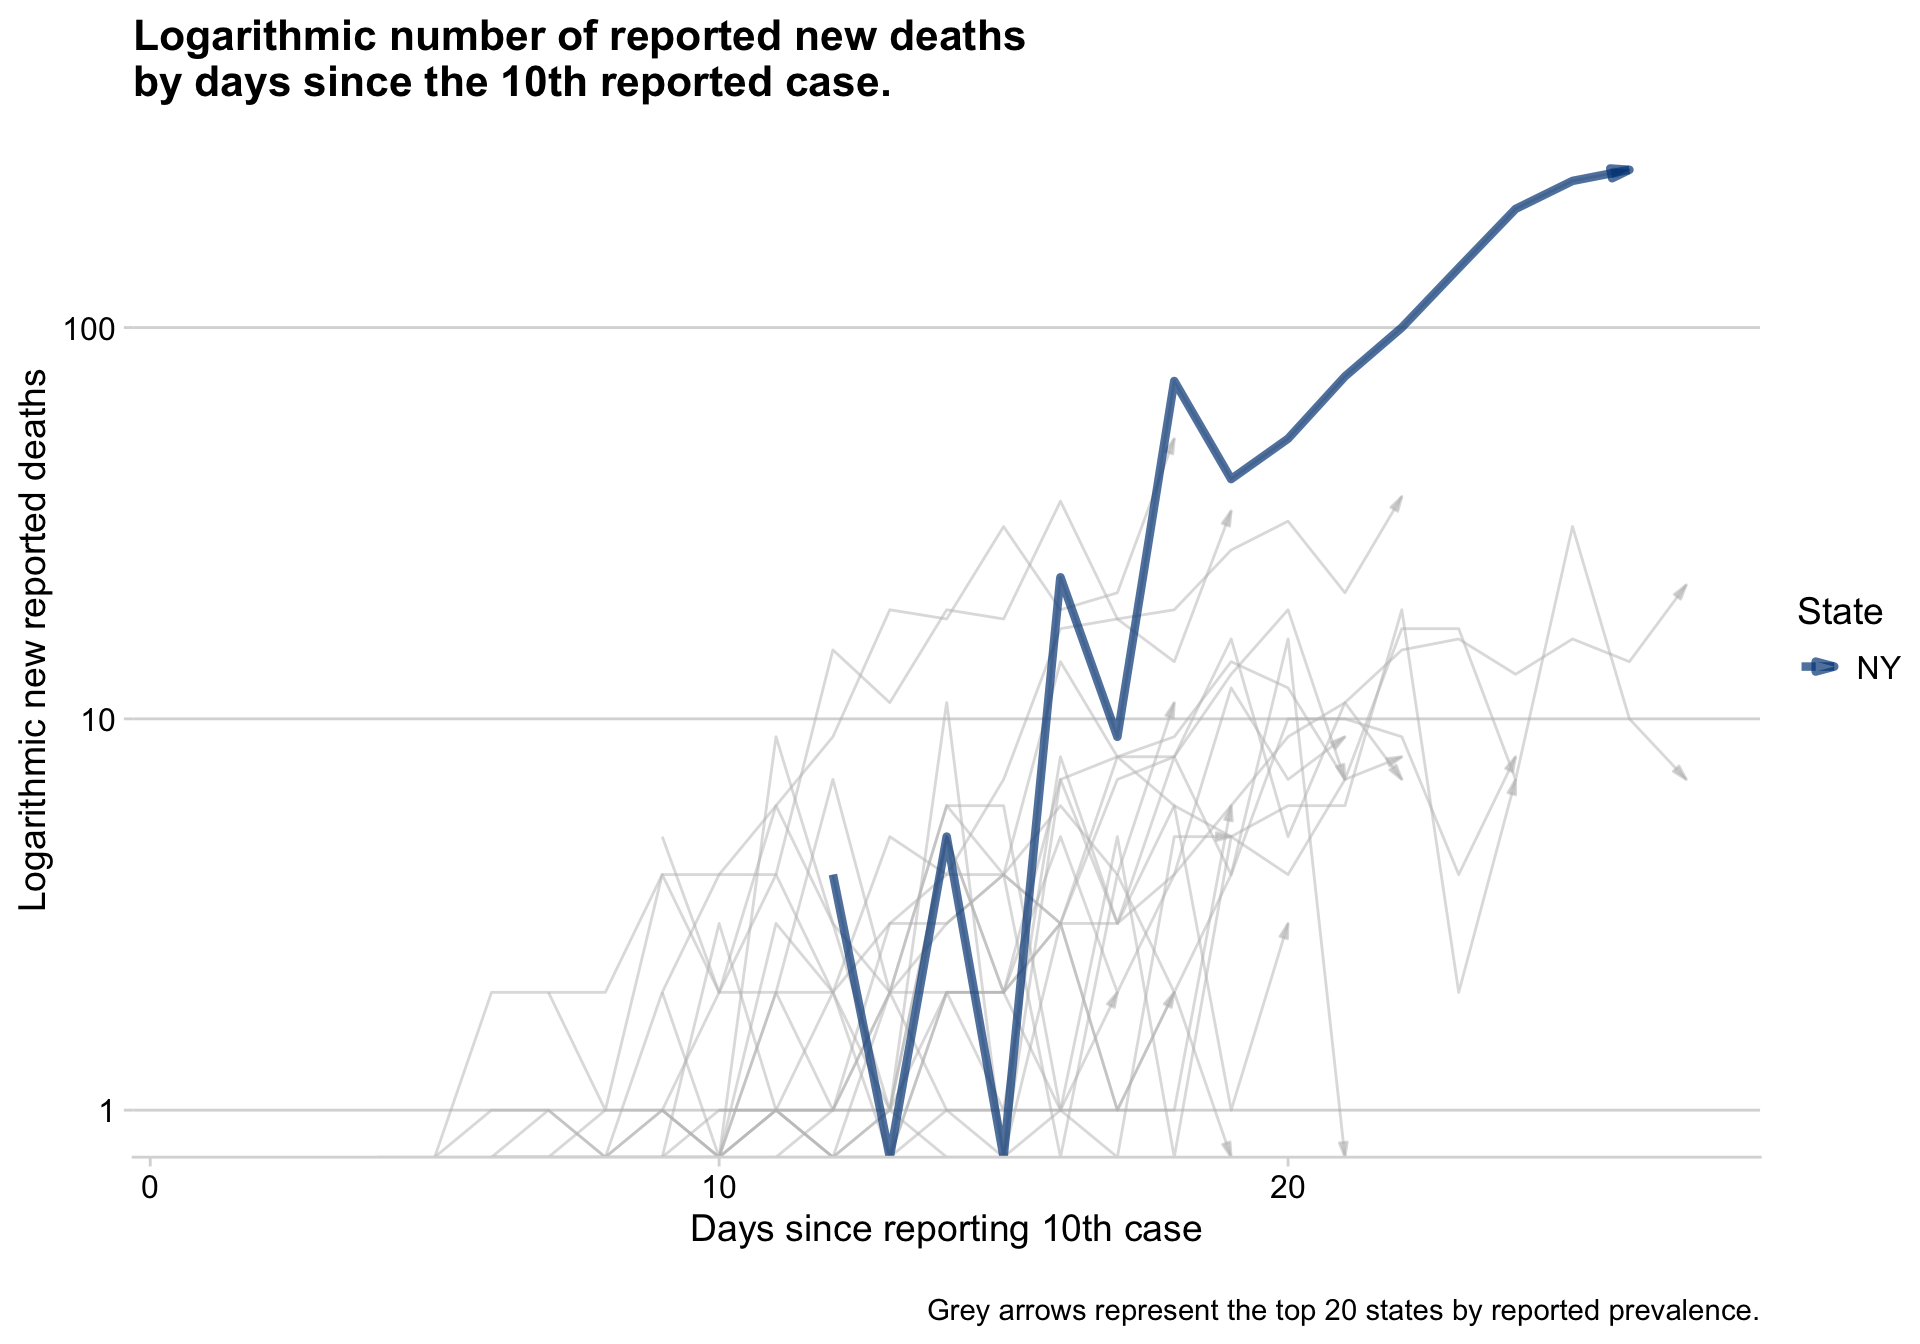 Logarithmic number of reported new deaths
by days since the 10th reported case.
Logarithmic new reported deaths
100
10
1
0
10
20
Days since reporting 10th case
State
NY
Grey arrows represent the top 20 states by reported prevalence.